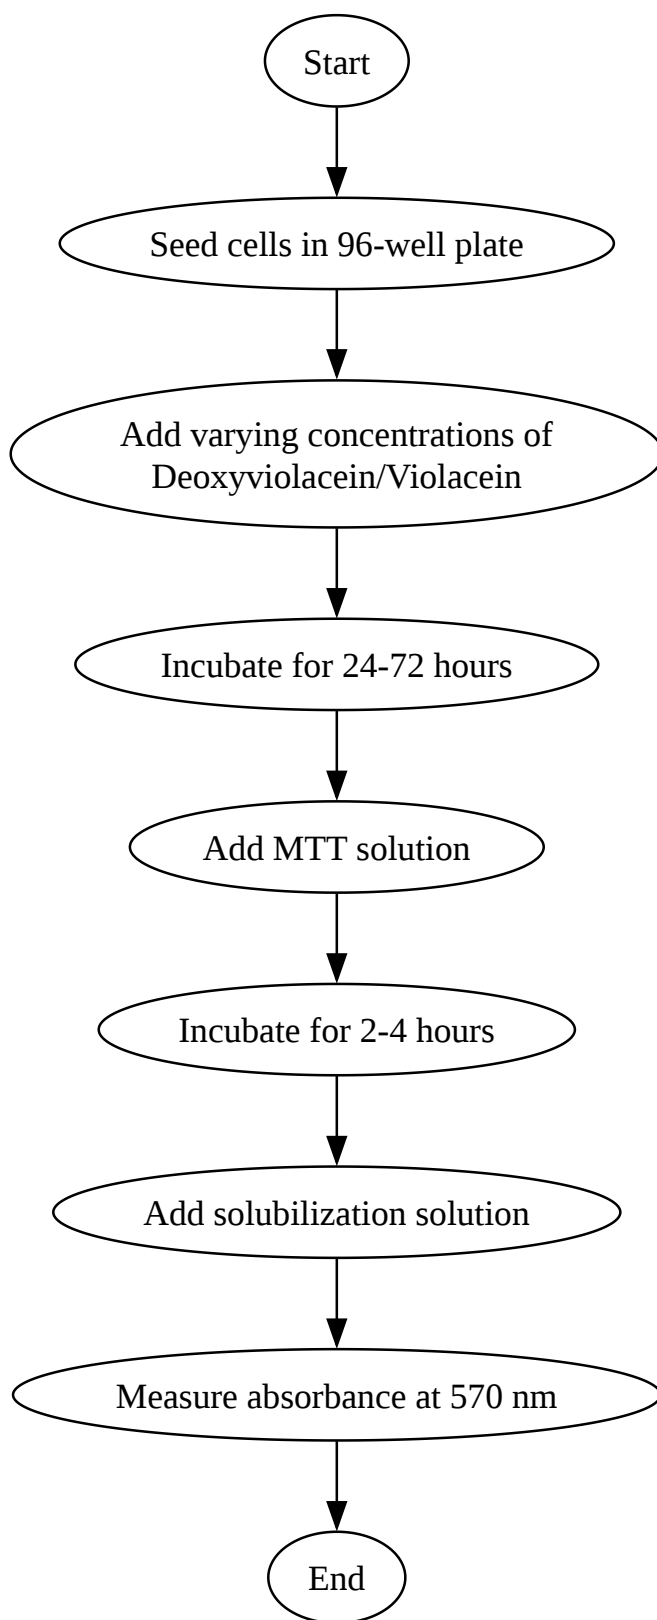 Start
Seed cells in 96-well plate
Add varying concentrations of
Deoxyviolacein/Violacein
Incubate for 24-72 hours
Add MTT solution
Incubate for 2-4 hours
Add solubilization solution
Measure absorbance at 570 nm
End